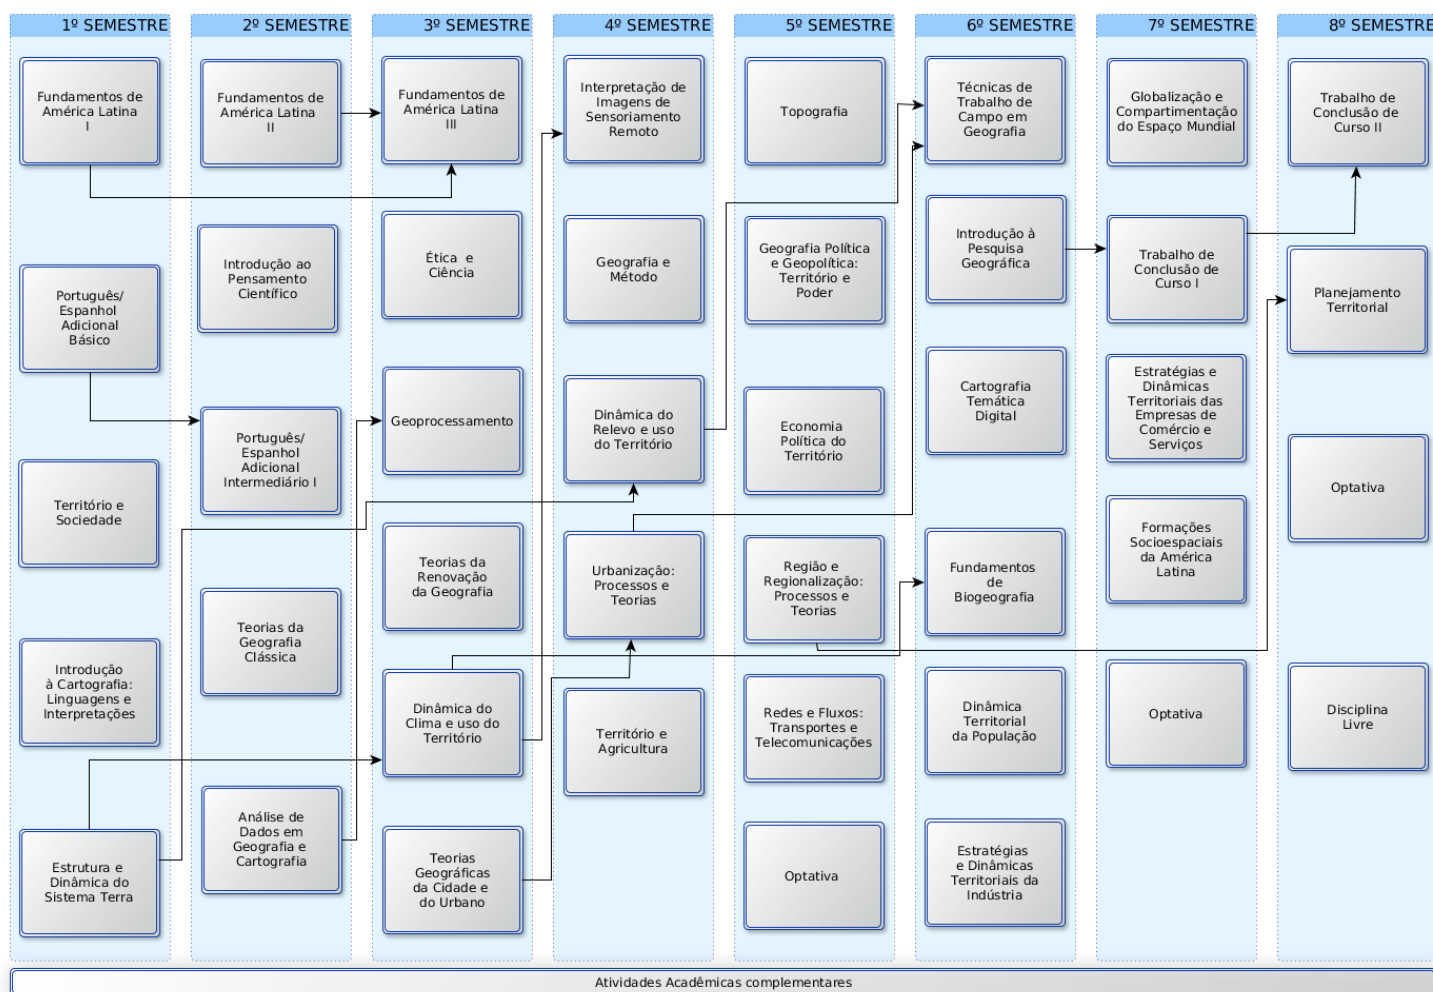 1º SEMESTRE
2º SEMESTRE
3º SEMESTRE
4º SEMESTRE
5º SEMESTRE
6º SEMESTRE
7º SEMESTRE
8º SEMESTRE
Fundamentos de
América Latina
I
Português/
Espanhol
Adicional
Básico
Território e
Sociedade
Introdução
à Cartografia:
Linguagens e
Interpretações
Estrutura e
Dinâmica do
Sistema Terra
Fundamentos de
América Latina
II
Introdução ao
Pensamento
Científico
Português/
Espanhol
Adicional
Intermediário I
Teorias da
Geografia
Clássica
Análise de
Dados em
Geografia e
Cartografia
Fundamentos de
América Latina
III
Ética e
Ciência
Geoprocessamento
Teorias da
Renovação
da Geografia
Dinâmica do
Clima e uso do
Território
Teorias
Geográficas
da Cidade e
do Urbano
Interpretação de
Imagens de
Sensoriamento
Remoto
Geografia e
Método
Dinâmica do
Relevo e uso
do Território
Urbanização:
Processos e
Teorias
Território e
Agricultura
Topografia
Geografia Política
e Geopolítica:
Território e
Poder
Economia
Política do
Território
Região e
Regionalização:
Processos e
Teorias
Redes e Fluxos:
Transportes e
Telecomunicações
Optativa
Técnicas de
Trabalho de
Campo em
Geografia
Introdução à
Pesquisa
Geográfica
Cartografia
Temática
Digital
Fundamentos
de
Biogeografia
Dinâmica
Territorial
da População
Estratégias
e Dinâmicas
Territoriais da
Indústria
Globalização e
Compartimentação
do Espaço Mundial
Trabalho de
Conclusão de
Curso I
Estratégias e
Dinâmicas
Territoriais das
Empresas de
Comércio e
Serviços
Formações
Socioespaciais
da América
Latina
Optativa
Trabalho de
Conclusão de
Curso II
Planejamento
Territorial
Optativa
Disciplina
Livre
Atividades Acadêmicas complementares